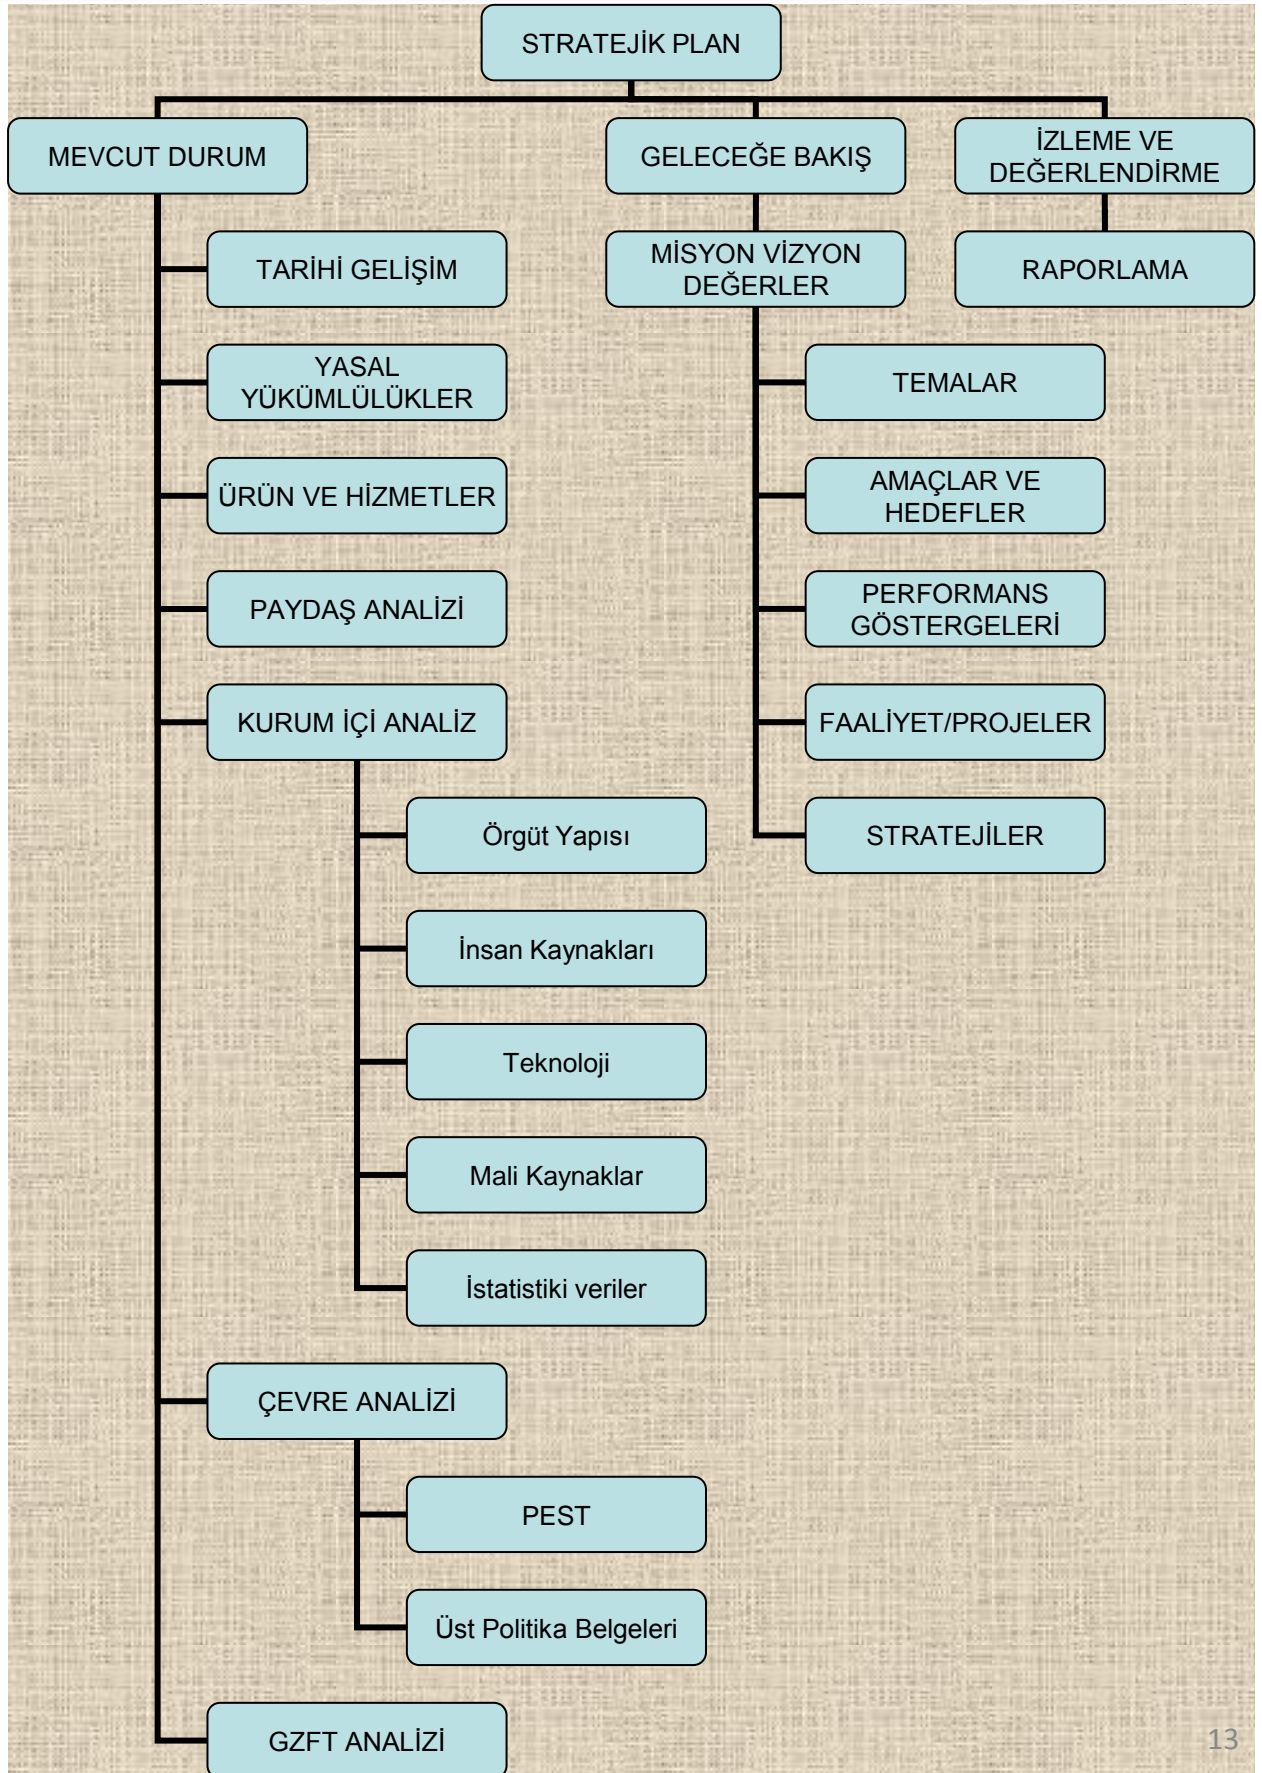 STRATEJİK PLAN
MEVCUT DURUM
GELECEĞE BAKIŞ
İZLEME VE
DEĞERLENDİRME
TARİHİ GELİŞİM
MİSYON VİZYON
DEĞERLER
RAPORLAMA
YASAL
YÜKÜMLÜLÜKLER
TEMALAR
ÜRÜN VE HİZMETLER
AMAÇLAR VE
HEDEFLER
PAYDAŞ ANALİZİ
PERFORMANS
GÖSTERGELERİ
KURUM İÇİ ANALİZ
FAALİYET/PROJELER
Örgüt Yapısı
STRATEJİLER
İnsan Kaynakları
Teknoloji
Mali Kaynaklar
İstatistiki veriler
ÇEVRE ANALİZİ
PEST
Üst Politika Belgeleri
GZFT ANALİZİ
13